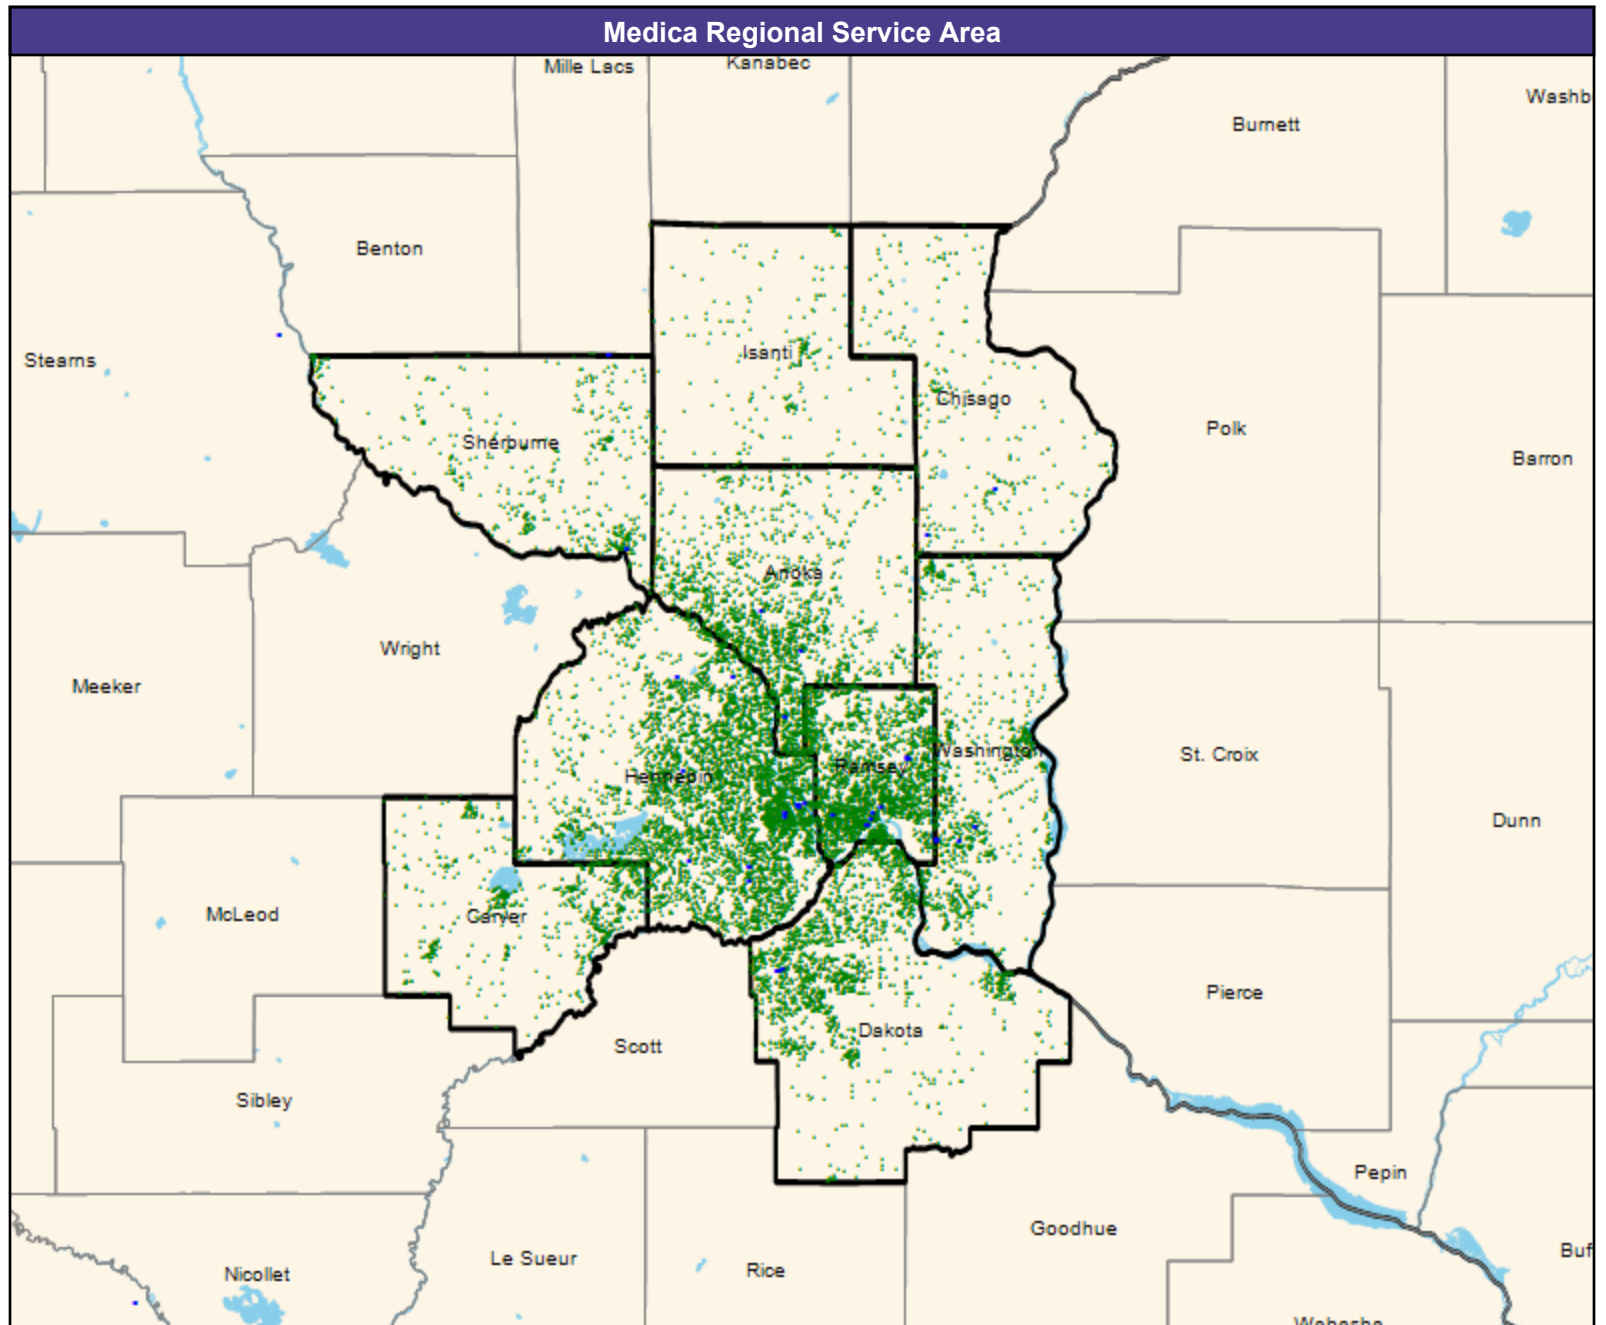 Medica Regional Service Area
Mille Lacs
Kanabec
Washb
Burnett
Benton
Stearns
Isanti
Chisago
Sherburne
Polk
Barron
Anoka
Wright
Meeker
Washington
St. Croix
Hennepin
Ramsey
Dunn
McLeod
Carver
Pierce
Dakota
Scott
Sibley
Pepin
Goodhue
Buf
Le Sueur
Rice
Nicollet
Wabasha